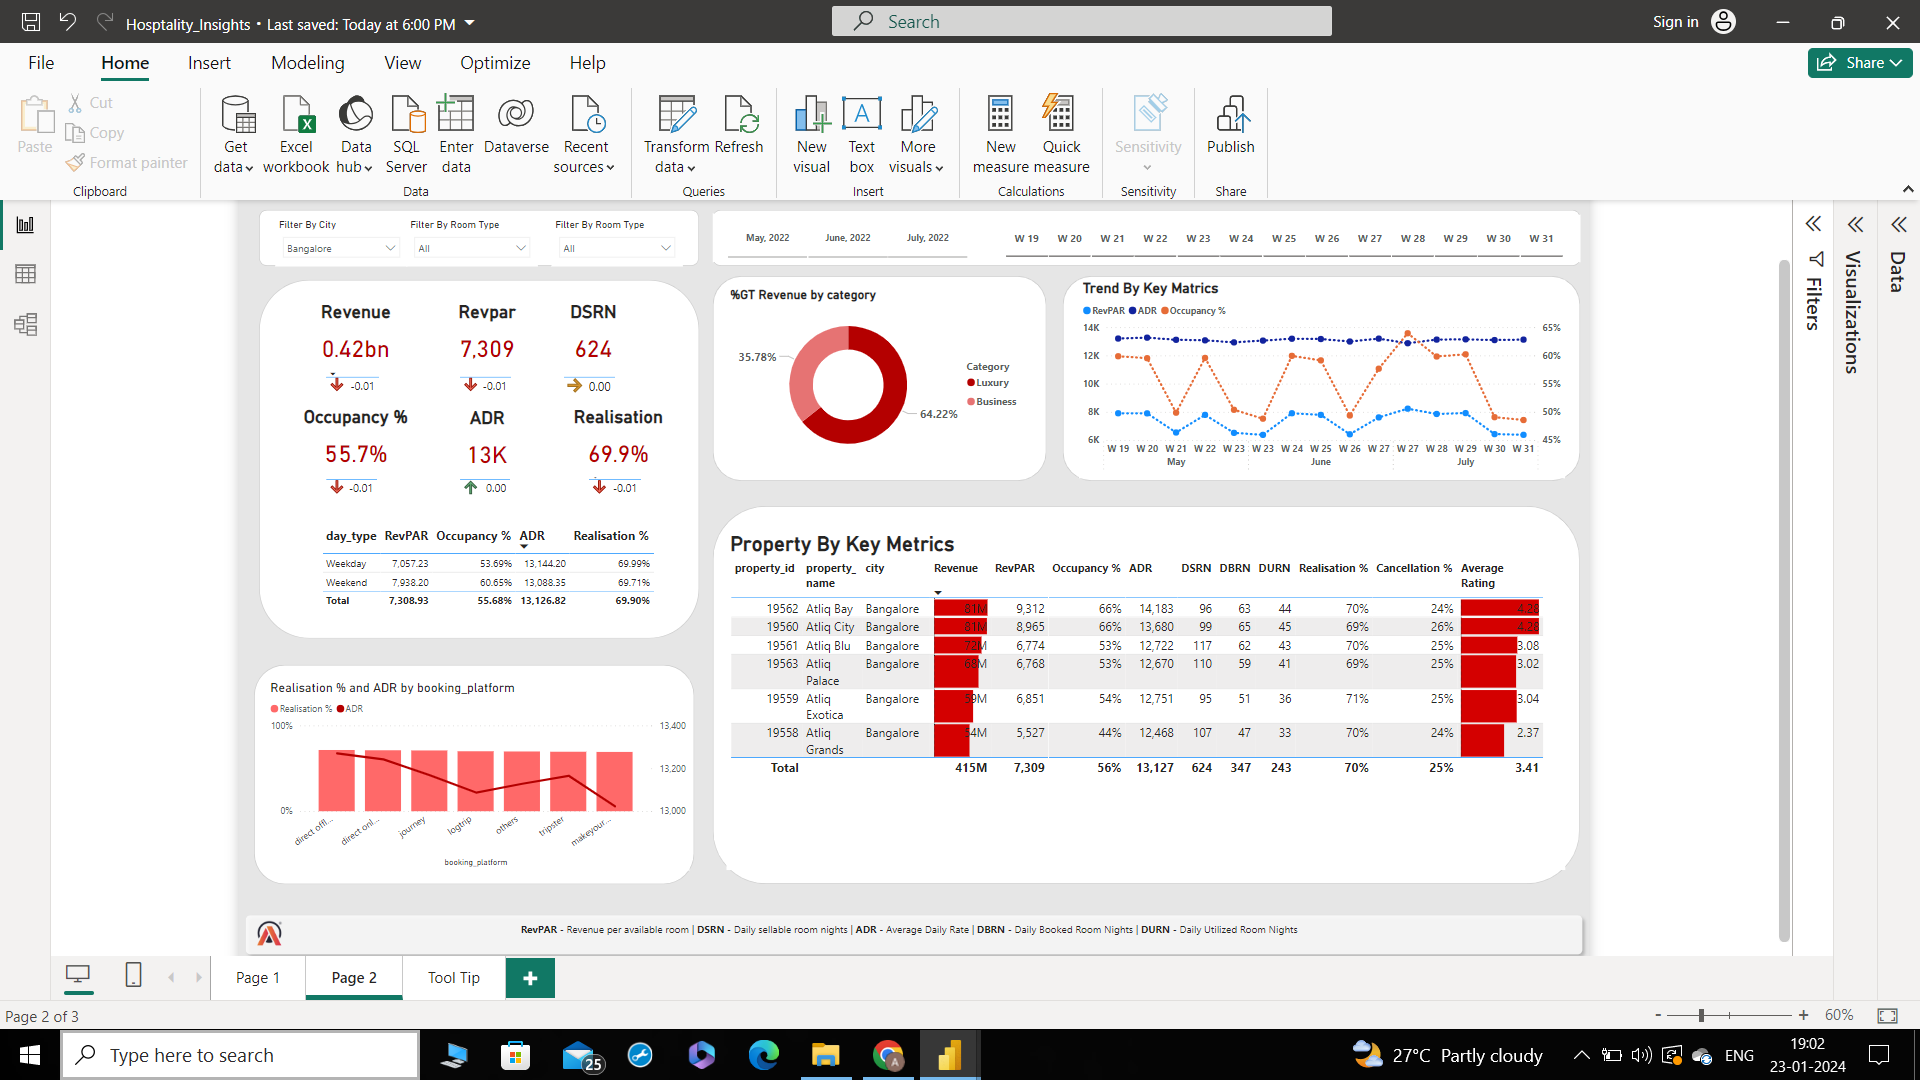 Hosptality_Insights • Last saved: Today at 6:00 PM
Search
Sign in
File Home Insert Modeling View Optimize Help
Share
Paste
Cut
Copy
Format painter
Clipboard
Get data
Excel workbook
Data hub
SQL Server
Enter data
Dataverse
Recent sources
Data
Transform data
Refresh
Queries
New visual
Text box
More visuals
Insert
New measure
Quick measure
Calculations
Sensitivity
Sensitivity
Publish
Share
Filter By City
Bangalore
Filter By Room Type
All
Filter By Room Type
All
May, 2022 June, 2022 July, 2022
W 19 W 20 W 21 W 22 W 23 W 24 W 25 W 26 W 27 W 28 W 29 W 30 W 31
Revenue Revpar DSRN
0.42bn 7,309 624
-0.01 -0.01 0.00
Occupancy % ADR Realisation
55.7% 13K 69.9%
-0.01 0.00 -0.01
day_type RevPAR Occupancy % ADR Realisation %
Weekday 7,057.23 53.69% 13,144.20 69.99%
Weekend 7,938.20 60.65% 13,088.35 69.71%
Total 7,308.93 55.68% 13,126.82 69.90%
%GT Revenue by category
35.78%
64.22%
Category
Luxury
Business
Trend By Key Matrics
RevPAR ADR Occupancy %
14K 65%
12K 60%
10K 55%
8K 50%
6K 45%
W 19 W 20 W 21 W 22 W 23 W 23 W 24 W 25 W 26 W 27 W 27 W 28 W 29 W 30 W 31
May June July
Realisation % and ADR by booking_platform
Realisation % ADR
100% 13,400
13,200
0% 13,000
direct offl... direct onl... journey logtrip others tripster makeyour...
booking_platform
Property By Key Metrics
property_id property_name city Revenue RevPAR Occupancy % ADR DSRN DBRN DURN Realisation % Cancellation % Average Rating
19562 Atliq Bay Bangalore 81M 9,312 66% 14,183 96 63 44 70% 24% 4.28
19560 Atliq City Bangalore 81M 8,965 66% 13,680 99 65 45 69% 26% 4.28
19561 Atliq Blu Bangalore 72M 6,774 53% 12,722 117 62 43 70% 25% 3.08
19563 Atliq Palace Bangalore 68M 6,768 53% 12,670 110 59 41 69% 25% 3.02
19559 Atliq Exotica Bangalore 59M 6,851 54% 12,751 95 51 36 71% 25% 3.04
19558 Atliq Grands Bangalore 54M 5,527 44% 12,468 107 47 33 70% 24% 2.37
Total 415M 7,309 56% 13,127 624 347 243 70% 25% 3.41
RevPAR - Revenue per available room | DSRN - Daily sellable room nights | ADR - Average Daily Rate | DBRN - Daily Booked Room Nights | DURN - Daily Utilized Room Nights
Filters
Visualizations
Data
Page 1 Page 2 Tool Tip
Page 2 of 3
60%
Type here to search
25
27°C Partly cloudy
ENG
19:02
23-01-2024